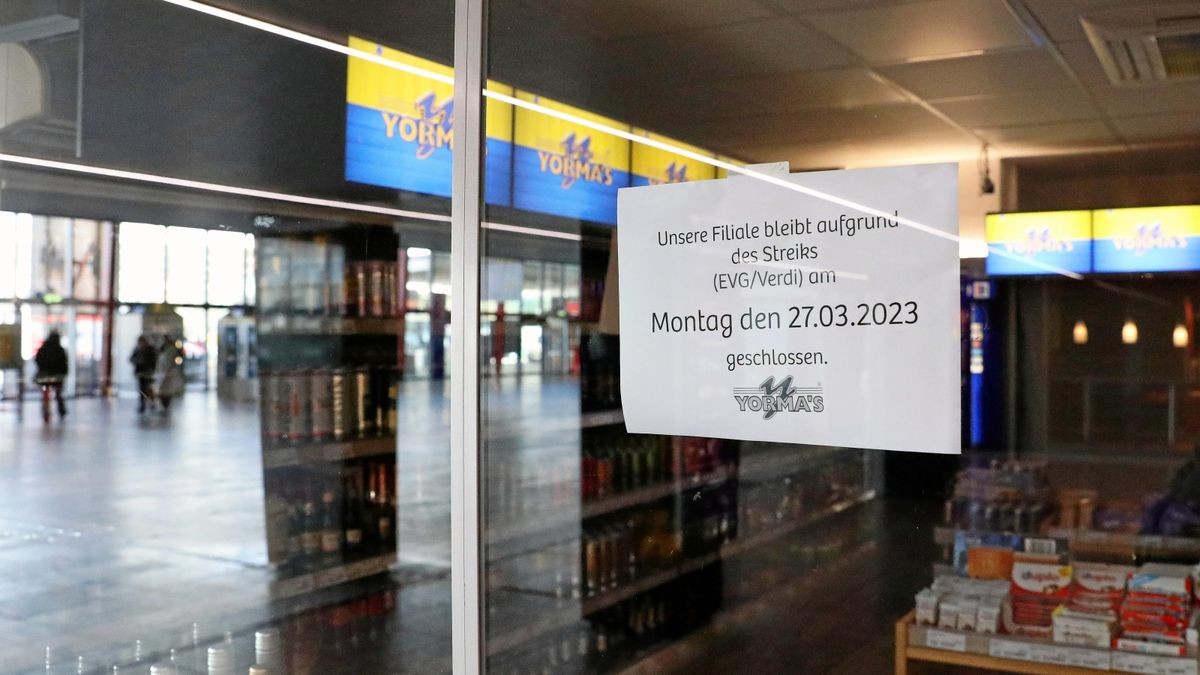 YORMA'S
YORMA'S
Unsere Filiale bleibt aufgrund
des Streiks
(EVG/Verdi) am
Montag den 27.03.2023
geschlossen.
YORMA'S
YORMA'S
YORMA'S
duplo